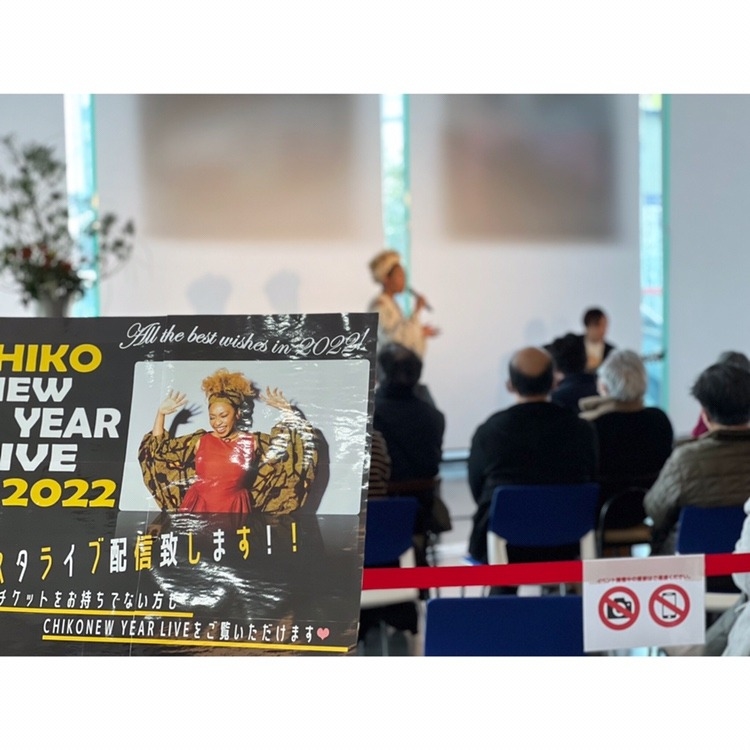 All the best wishes in 2022!
HIKO
NEW
YEAR
IVE
2022
スタライブ配信致します！！
チケットをお持ちでない方も
CHIKONEW YEAR LIVEをご覧いただけます❤